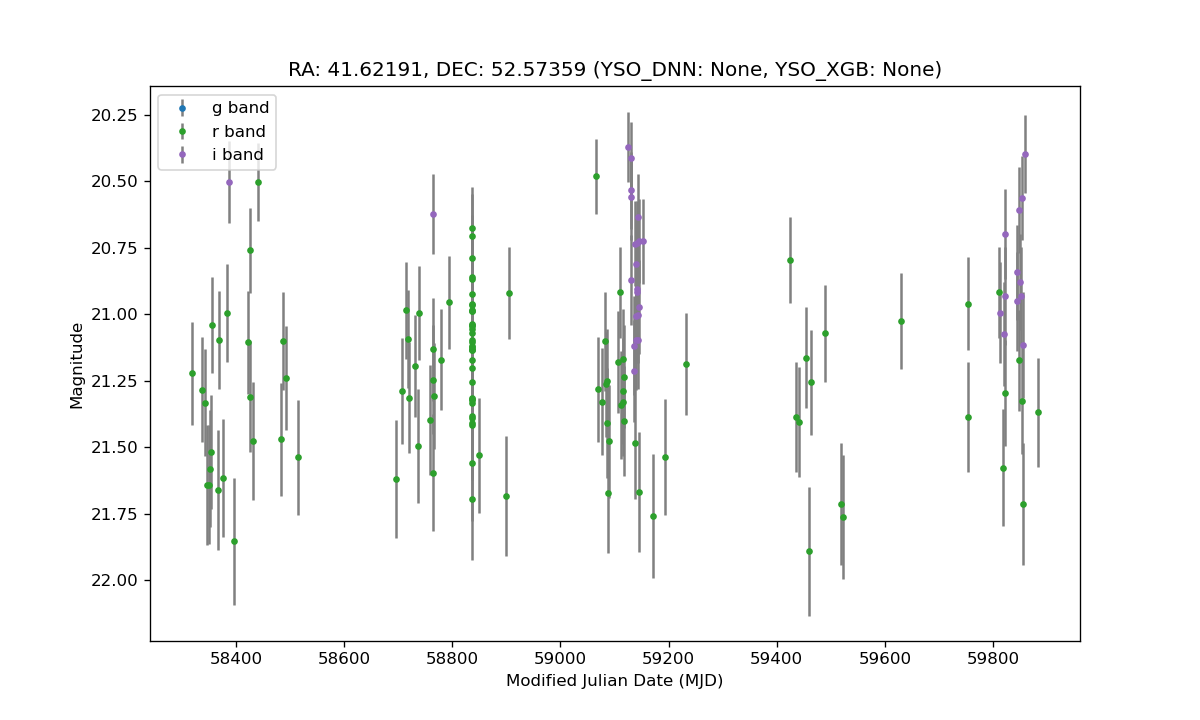 RA: 41.62191, DEC: 52.57359 (YSO_DNN: None, YSO_XGB: None)
g band
r band
i band
20.25
20.50
20.75
21.00
21.25
21.50
21.75
22.00
Magnitude
58400
58600
58800
59000
59200
59400
59600
59800
Modified Julian Date (MJD)